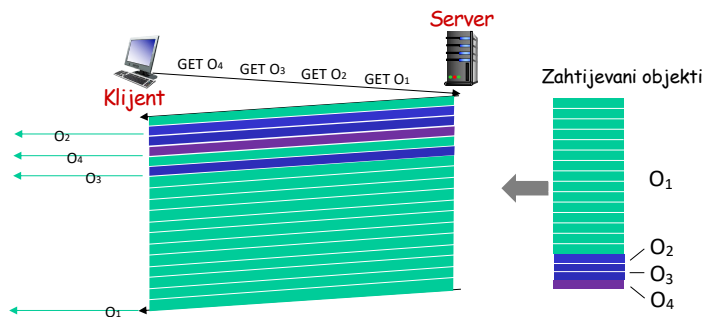 Server
GET O4 GET O3 GET O2 GET O1
Klijent
Zahtijevani objekti
O2
O4
O3
O1
O1
O2
O3
O4